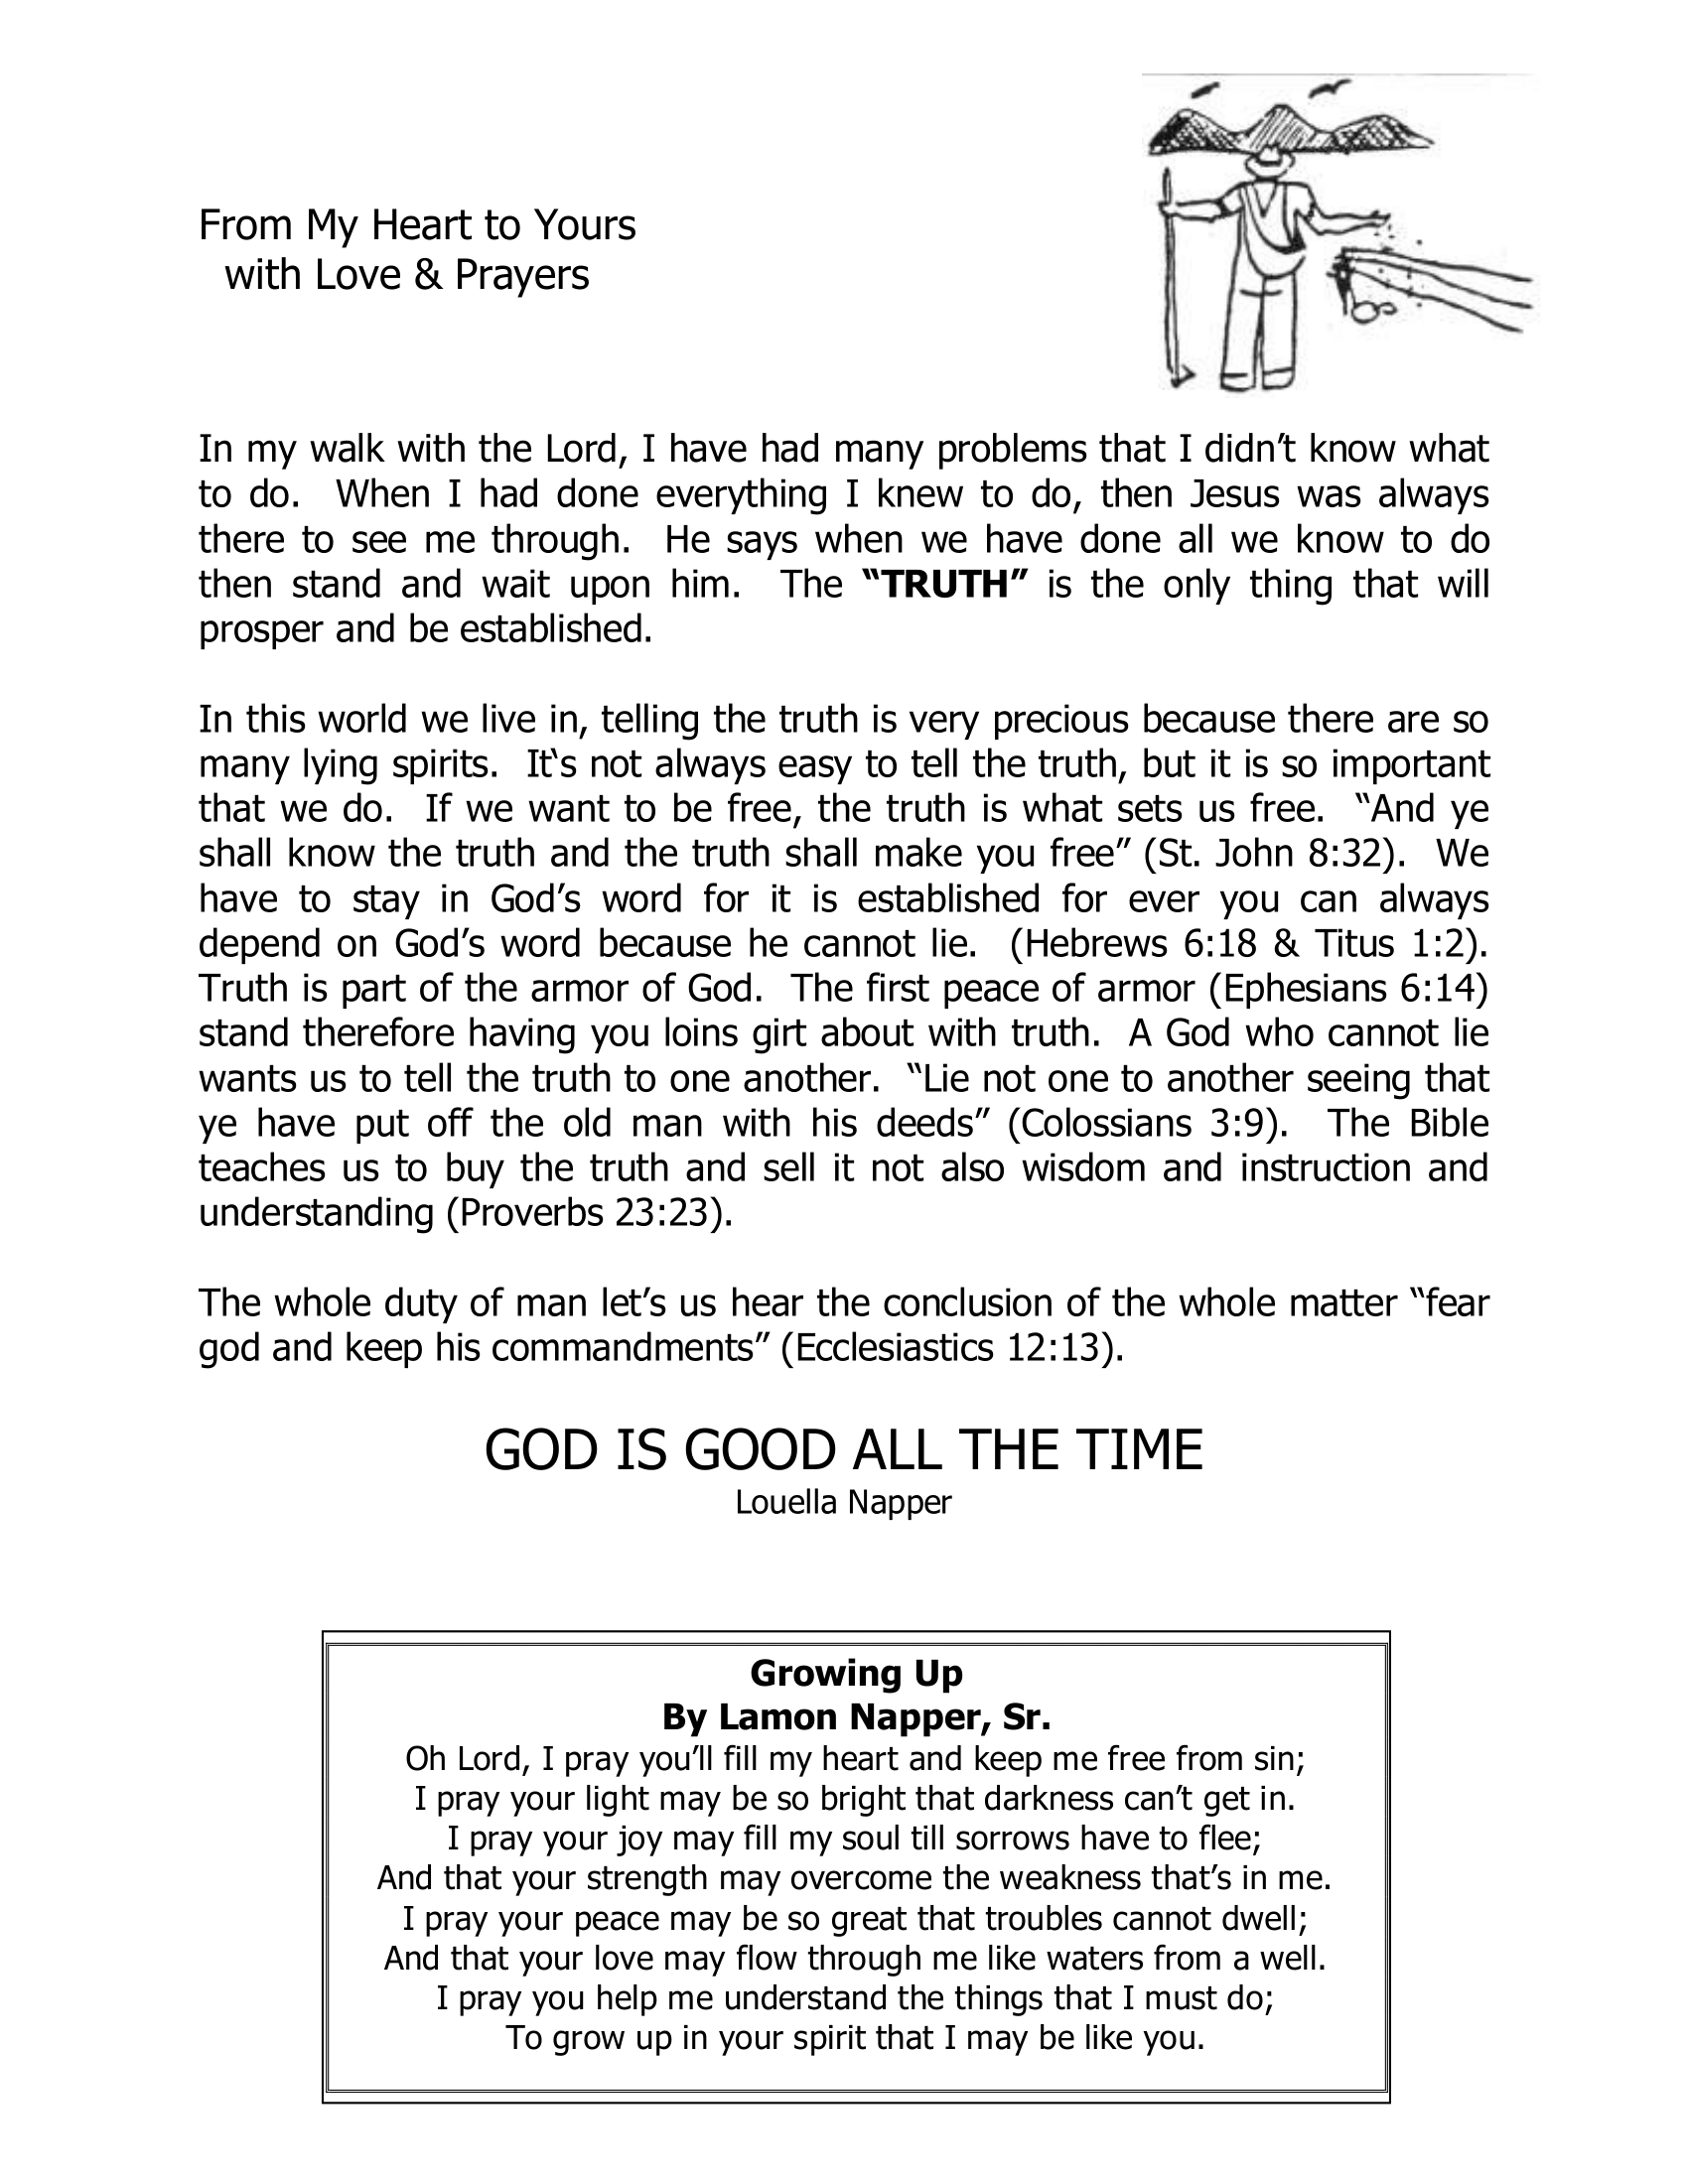 From My Heart to Yours
with Love & Prayers
In my walk with the Lord, I have had many problems that I didn’t know what
to do. When I had done everything I knew to do, then Jesus was always
there to see me through. He says when we have done all we know to do
then stand and wait upon him. The “TRUTH” is the only thing that will
prosper and be established.
In this world we live in, telling the truth is very precious because there are so
many lying spirits. It‘s not always easy to tell the truth, but it is so important
that we do. If we want to be free, the truth is what sets us free. “And ye
shall know the truth and the truth shall make you free” (St. John 8:32). We
have to stay in God’s word for it is established for ever you can always
depend on God’s word because he cannot lie. (Hebrews 6:18 & Titus 1:2).
Truth is part of the armor of God. The first peace of armor (Ephesians 6:14)
stand therefore having you loins girt about with truth. A God who cannot lie
wants us to tell the truth to one another. “Lie not one to another seeing that
ye have put off the old man with his deeds” (Colossians 3:9). The Bible
teaches us to buy the truth and sell it not also wisdom and instruction and
understanding (Proverbs 23:23).
The whole duty of man let’s us hear the conclusion of the whole matter “fear
god and keep his commandments” (Ecclesiastics 12:13).
GOD IS GOOD ALL THE TIME
Louella Napper
Growing Up
By Lamon Napper, Sr.
Oh Lord, I pray you’ll fill my heart and keep me free from sin;
I pray your light may be so bright that darkness can’t get in.
I pray your joy may fill my soul till sorrows have to flee;
And that your strength may overcome the weakness that’s in me.
I pray your peace may be so great that troubles cannot dwell;
And that your love may flow through me like waters from a well.
I pray you help me understand the things that I must do;
To grow up in your spirit that I may be like you.